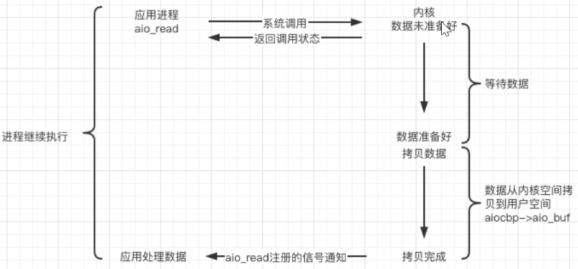 应用进程
aio_read
系统调用
返回调用状态
内核
数据未准备好
等待数据
进程继续执行
数据准备好
拷贝数据
数据从内核空间拷
贝到用户空间
aiocbp->aio_buf
应用处理数据
aio_read注册的信号通知
拷贝完成